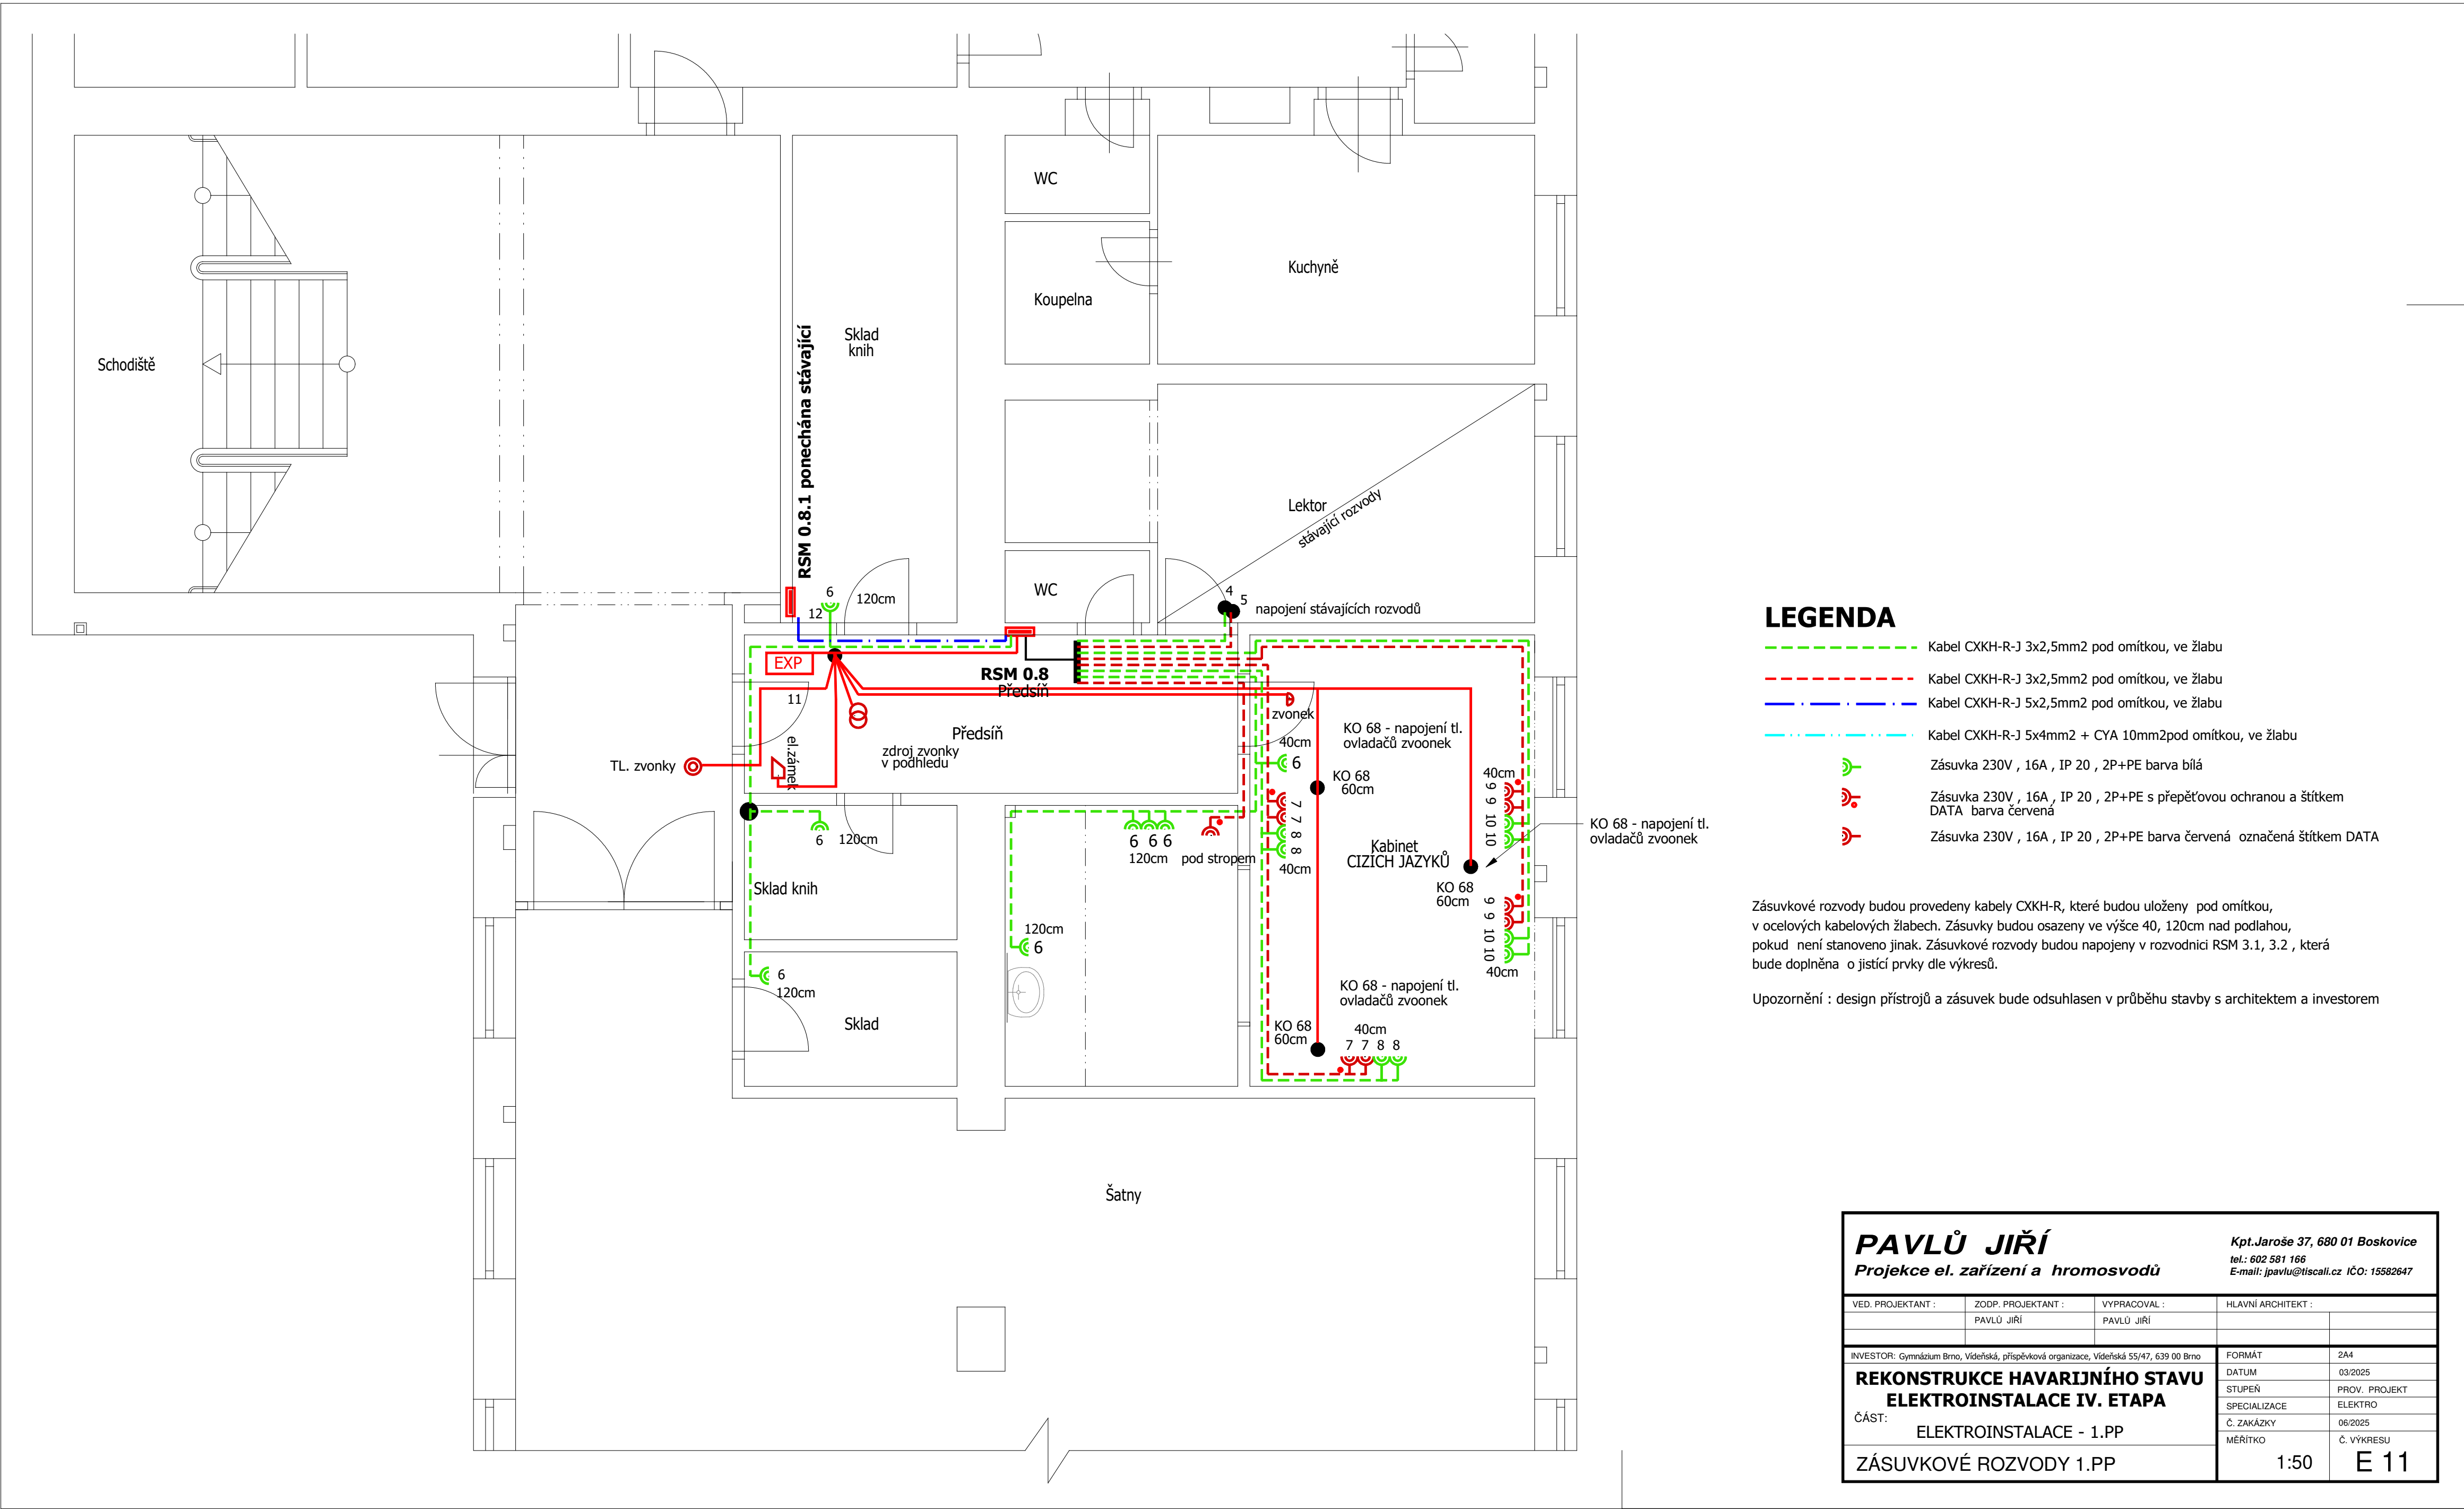 WC
Koupelna
Kuchyně
Schodiště
Sklad
knih
RSM 0.8.1 ponechána stávající
Lektor
stávající rozvody
WC
6
12
120cm
4
5
napojení stávajících rozvodů
EXP
RSM 0.8
Předsíň
11
zvonek
Předsíň
zdroj zvonky
v podhledu
el.zámek
TL. zvonky
KO 68 - napojení tl.
ovladačů zvoonek
40cm
6
KO 68
60cm
7
7
8
8
40cm
40cm
9
9
10
10
Kabinet
CIZÍCH JAZYKŮ
KO 68 - napojení tl.
ovladačů zvoonek
6
120cm
6 6 6
120cm
pod stropem
Sklad knih
KO 68
60cm
9
9
10
10
40cm
120cm
6
6
120cm
Sklad
KO 68 - napojení tl.
ovladačů zvoonek
KO 68
60cm
40cm
7 7 8 8
Šatny
LEGENDA
Kabel CXKH-R-J 3x2,5mm2 pod omítkou, ve žlabu
Kabel CXKH-R-J 3x2,5mm2 pod omítkou, ve žlabu
Kabel CXKH-R-J 5x2,5mm2 pod omítkou, ve žlabu
Kabel CXKH-R-J 5x4mm2 + CYA 10mm2pod omítkou, ve žlabu
Zásuvka 230V , 16A , IP 20 , 2P+PE barva bílá
Zásuvka 230V , 16A , IP 20 , 2P+PE s přepěťovou ochranou a štítkem
DATA barva červená
Zásuvka 230V , 16A , IP 20 , 2P+PE barva červená označená štítkem DATA
Zásuvkové rozvody budou provedeny kabely CXKH-R, které budou uloženy pod omítkou,
v ocelových kabelových žlabech. Zásuvky budou osazeny ve výšce 40, 120cm nad podlahou,
pokud není stanoveno jinak. Zásuvkové rozvody budou napojeny v rozvodnici RSM 3.1, 3.2 , která
bude doplněna o jistící prvky dle výkresů.
Upozornění : design přístrojů a zásuvek bude odsuhlasen v průběhu stavby s architektem a investorem
PAVLŮ JIŘÍ
Projekce el. zařízení a hromosvodů
Kpt.Jaroše 37, 680 01 Boskovice
tel.: 602 581 166
E-mail: jpavlu@tiscali.cz IČO: 15582647
VED. PROJEKTANT :
ZODP. PROJEKTANT :
VYPRACOVAL :
HLAVNÍ ARCHITEKT :
PAVLŮ JIŘÍ
PAVLŮ JIŘÍ
INVESTOR: Gymnázium Brno, Vídeňská, příspěvková organizace, Vídeňská 55/47, 639 00 Brno
REKONSTRUKCE HAVARIJNÍHO STAVU
ELEKTROINSTALACE IV. ETAPA
ČÁST:
ELEKTROINSTALACE - 1.PP
ZÁSUVKOVÉ ROZVODY 1.PP
FORMÁT 2A4
DATUM 03/2025
STUPEŇ PROV. PROJEKT
SPECIALIZACE ELEKTRO
Č. ZAKÁZKY 06/2025
MĚŘÍTKO
1:50
Č. VÝKRESU
E 11